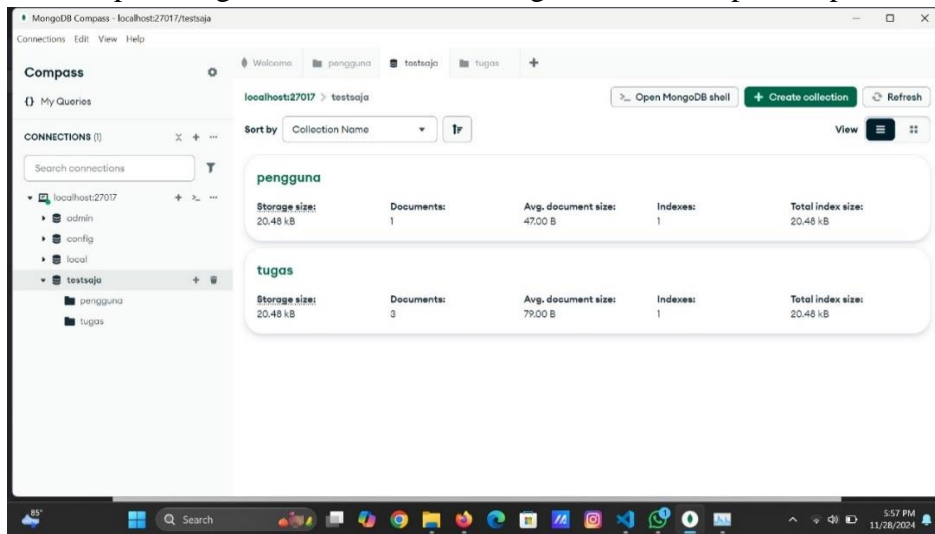 MongoDB Compass - localhost:27017/testsaja
Connections Edit View Help
Compass
{} My Queries
CONNECTIONS (1)
Search connections
localhost:27017
admin
config
local
testsaja
pengguna
tugas
Welcome pengguna testsaja tugas
localhost:27017 > testsaja
Open MongoDB shell + Create collection Refresh
Sort by Collection Name View
pengguna
Storage size: Documents: Avg. document size: Indexes: Total index size:
20.48 kB 1 47.00 B 1 20.48 kB
tugas
Storage size: Documents: Avg. document size: Indexes: Total index size:
20.48 kB 3 79.00 B 1 20.48 kB
85°
Search
5:57 PM
11/28/2024